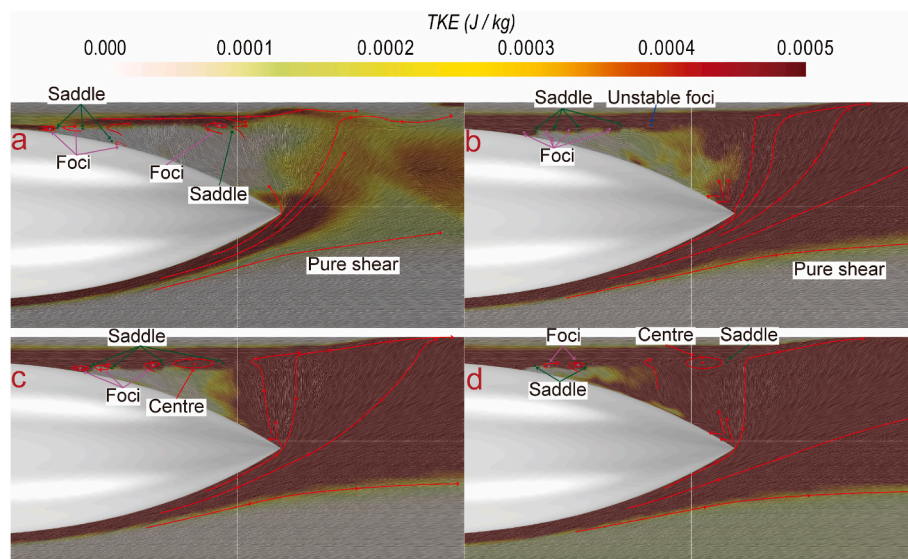 TKE (J / kg)
0.000 0.0001 0.0002 0.0003 0.0004 0.0005
Saddle
a
Foci
Foci
Saddle
Pure shear
Saddle
Unstable foci
b
Foci
Pure shear
Saddle
c
Foci
Centre
Foci
Centre
Saddle
d
Saddle